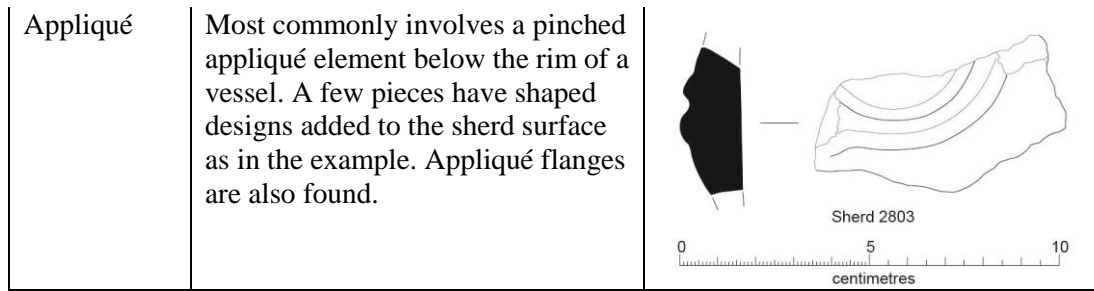 Appliqué
Most commonly involves a pinched
appliqué element below the rim of a
vessel. A few pieces have shaped
designs added to the sherd surface
as in the example. Appliqué flanges
are also found.
Sherd 2803
0 5 10
centimetres